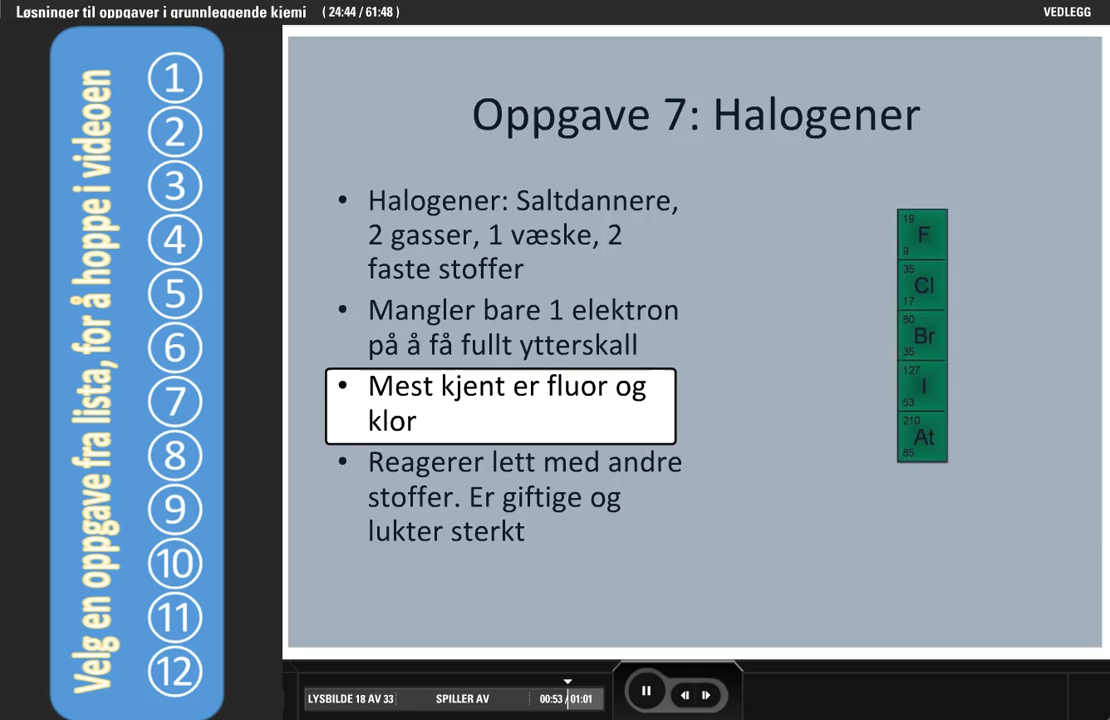 Løsninger til oppgaver i grunnleggende kjemi ( 24:44 / 61:48 )
VEDLEGG
Velg en oppgave fra lista, for å hoppe i videoen
1
2
3
4
5
6
7
8
9
10
11
12
Oppgave 7: Halogener
• Halogener: Saltdannere,
2 gasser, 1 væske, 2
faste stoffer
• Mangler bare 1 elektron
på å få fullt ytterskall
• Mest kjent er fluor og
klor
• Reagerer lett med andre
stoffer. Er giftige og
lukter sterkt
19
F
9
35
Cl
17
80
Br
35
127
I
53
210
At
85
LYSBILDE 18 AV 33
SPILLER AV
00:53 / 01:01